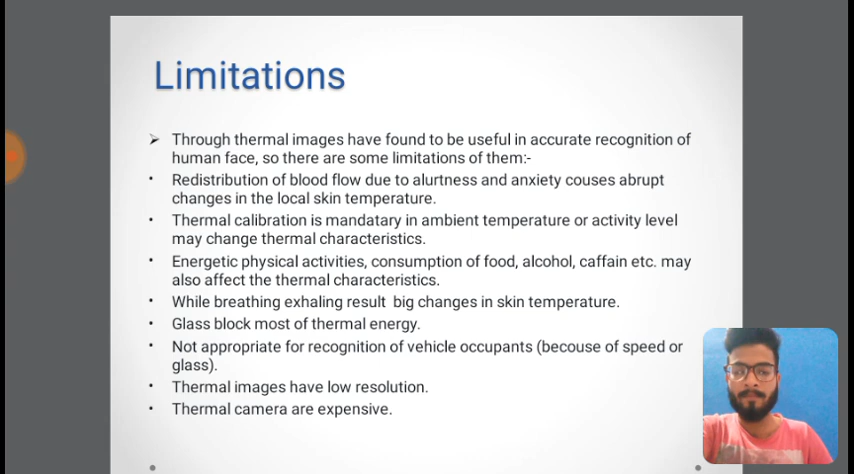 Limitations
Through thermal images have found to be useful in accurate recognition of
human face, so there are some limitations of them:-
Redistribution of blood flow due to alurtness and anxiety couses abrupt
changes in the local skin temperature.
Thermal calibration is mandatary in ambient temperature or activity level
may change thermal characteristics.
Energetic physical activities, consumption of food, alcohol, caffain etc. may
also affect the thermal characteristics.
While breathing exhaling result big changes in skin temperature.
Glass block most of thermal energy.
Not appropriate for recognition of vehicle occupants (becouse of speed or
glass).
Thermal images have low resolution.
Thermal camera are expensive.